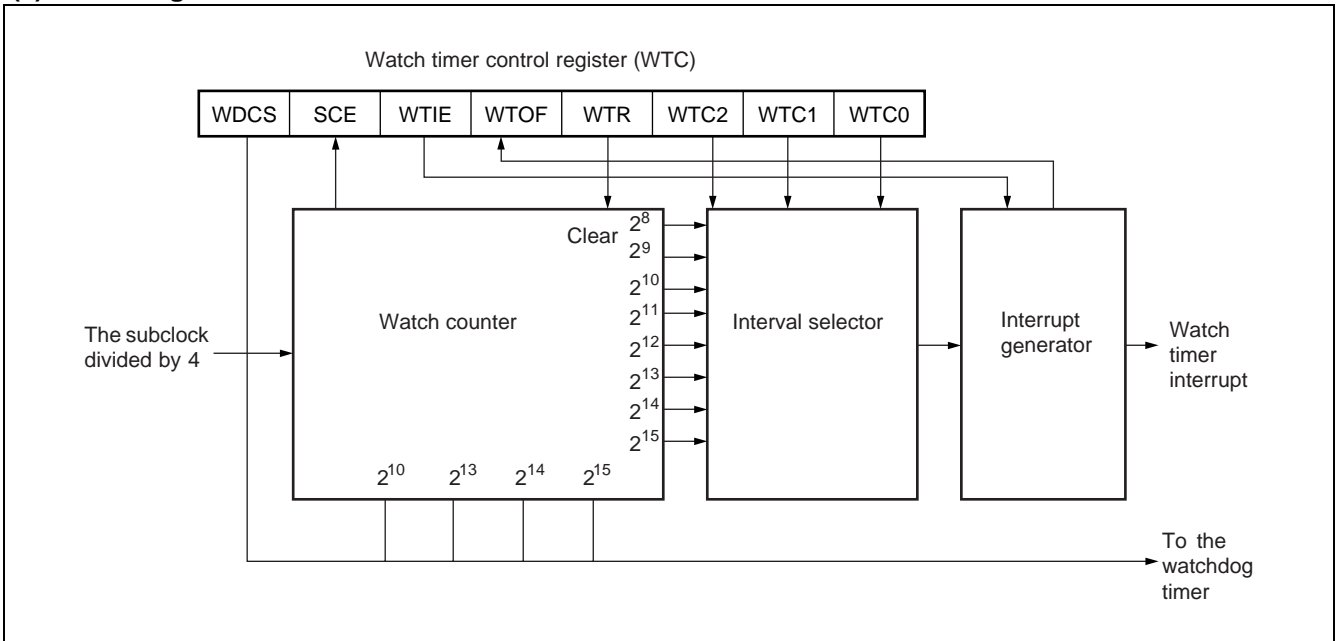 Watch timer control register (WTC)
WDCS SCE WTIE WTOF WTR WTC2 WTC1 WTC0
Clear
2^8
2^9
2^10
2^11
2^12
2^13
2^14
2^15
The subclock
divided by 4
Watch counter
Interval selector
Interrupt
generator
Watch
timer
interrupt
2^10 2^13 2^14 2^15
To the
watchdog
timer